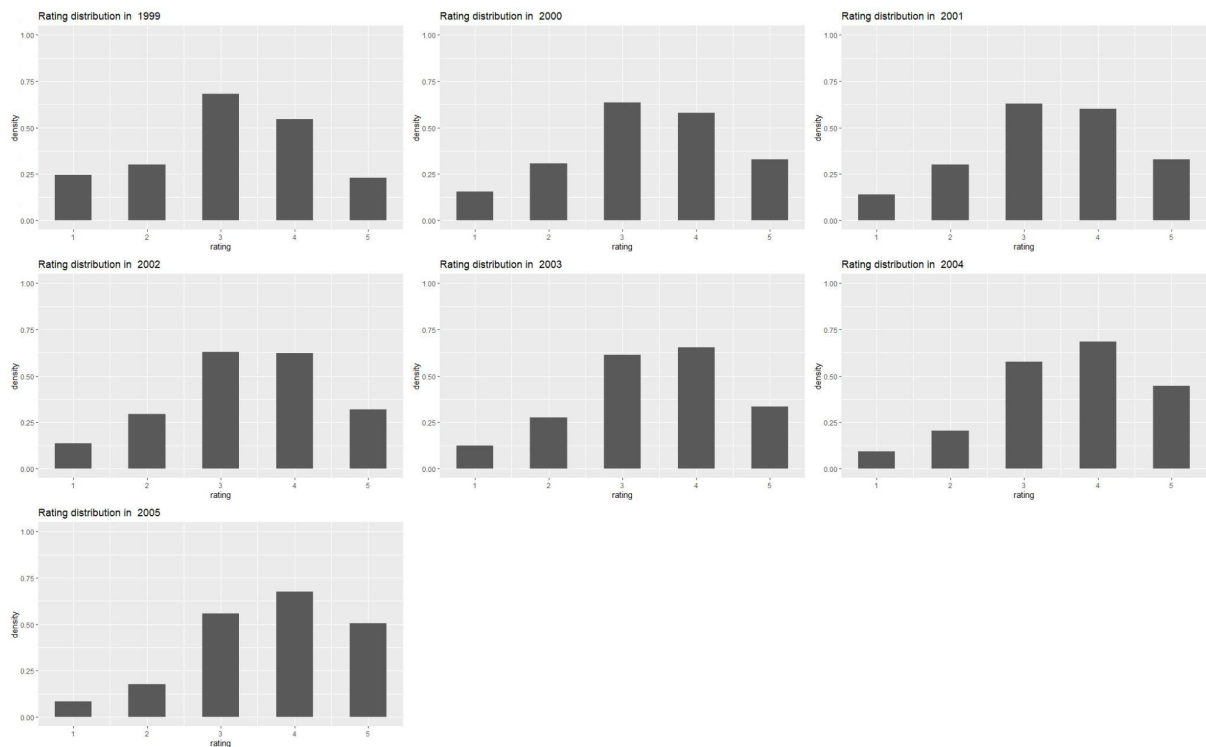 Rating distribution in  1999
1.00
0.75
0.50
0.25
0.00
density
1 2 3 4 5
rating
Rating distribution in  2000
1.00
0.75
0.50
0.25
0.00
density
1 2 3 4 5
rating
Rating distribution in  2001
1.00
0.75
0.50
0.25
0.00
density
1 2 3 4 5
rating
Rating distribution in  2002
1.00
0.75
0.50
0.25
0.00
density
1 2 3 4 5
rating
Rating distribution in  2003
1.00
0.75
0.50
0.25
0.00
density
1 2 3 4 5
rating
Rating distribution in  2004
1.00
0.75
0.50
0.25
0.00
density
1 2 3 4 5
rating
Rating distribution in  2005
1.00
0.75
0.50
0.25
0.00
density
1 2 3 4 5
rating